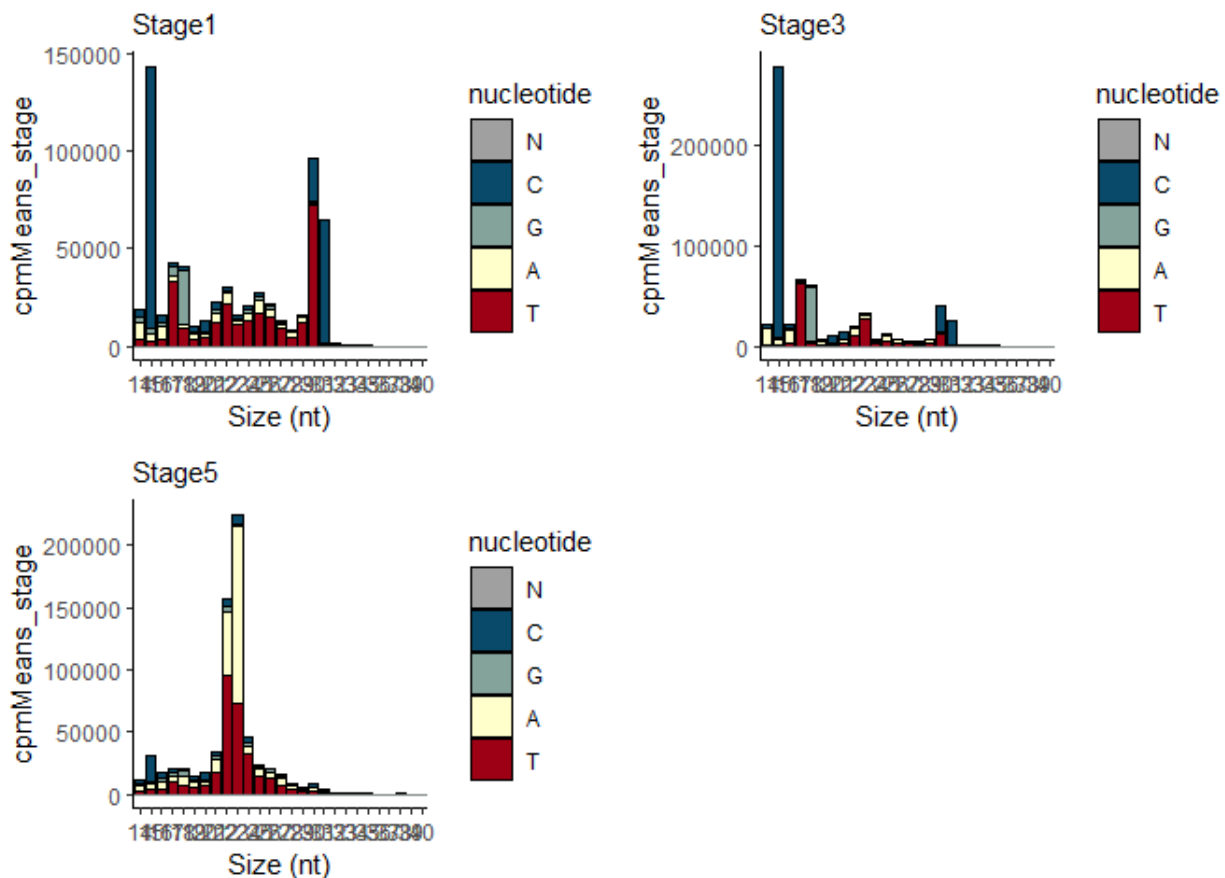 Stage1
150000
100000
50000
0
cpmMeans_stage
Size (nt)
nucleotide
N
C
G
A
T
Stage3
200000
100000
0
cpmMeans_stage
Size (nt)
nucleotide
N
C
G
A
T
Stage5
200000
150000
100000
50000
0
cpmMeans_stage
Size (nt)
nucleotide
N
C
G
A
T